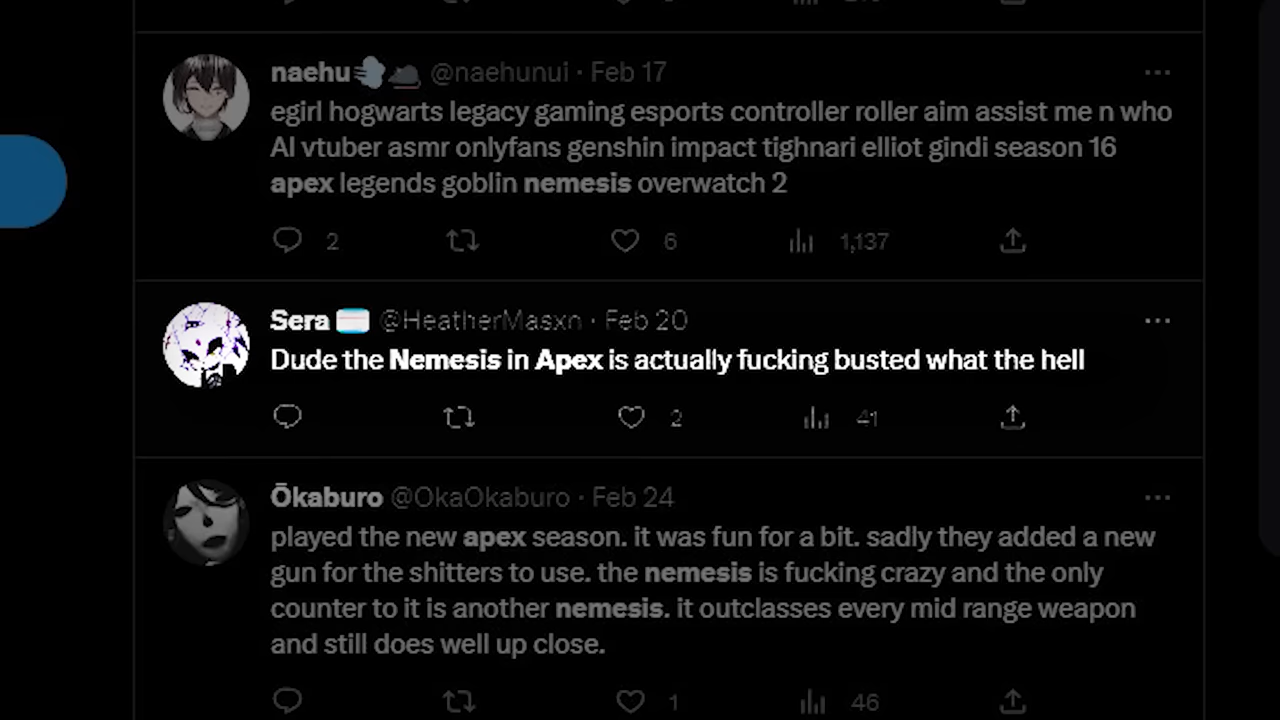 naehu @naehunui · Feb 17
egirl hogwarts legacy gaming esports controller roller aim assist me n who
AI vtuber asmr onlyfans genshin impact tighnari elliot gindi season 16
apex legends goblin nemesis overwatch 2
2 6 1,137
Sera @HeatherMasxn · Feb 20
Dude the Nemesis in Apex is actually fucking busted what the hell
2 41
Ōkaburo @OkaOkaburo · Feb 24
played the new apex season. it was fun for a bit. sadly they added a new
gun for the shitters to use. the nemesis is fucking crazy and the only
counter to it is another nemesis. it outclasses every mid range weapon
and still does well up close.
1 46